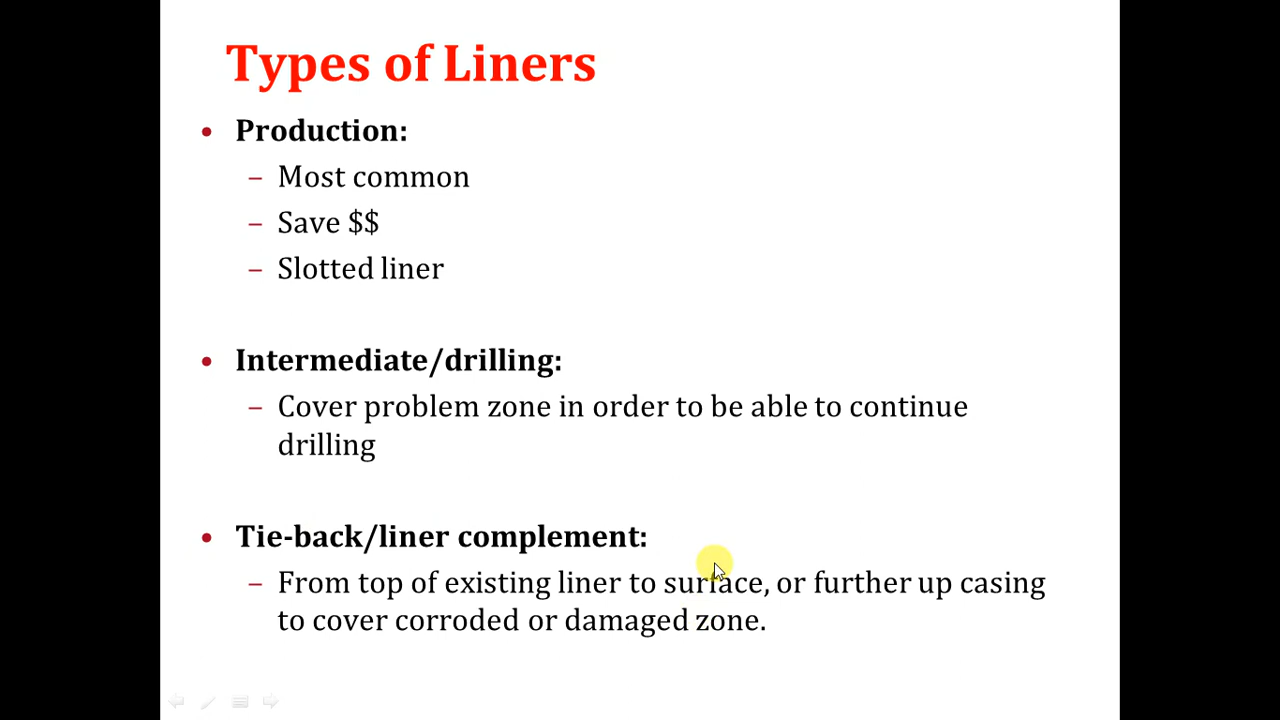 Types of Liners
• Production:
– Most common
– Save $$
– Slotted liner
• Intermediate/drilling:
– Cover problem zone in order to be able to continue
drilling
• Tie-back/liner complement:
– From top of existing liner to surface, or further up casing
to cover corroded or damaged zone.